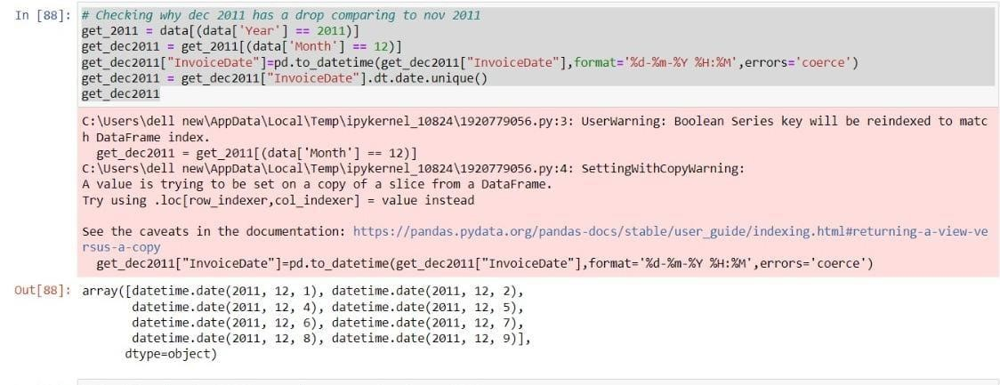 In [88]: # Checking why dec 2011 has a drop comparing to nov 2011
get_2011 = data[(data['Year'] == 2011)]
get_dec2011 = get_2011[(data['Month'] == 12)]
get_dec2011["InvoiceDate"]=pd.to_datetime(get_dec2011["InvoiceDate"],format='%d-%m-%Y %H:%M',errors='coerce')
get_dec2011 = get_dec2011["InvoiceDate"].dt.date.unique()
get_dec2011
C:\Users\dell new\AppData\Local\Temp\ipykernel_10824\1920779056.py:3: UserWarning: Boolean Series key will be reindexed to matc
h DataFrame index.
  get_dec2011 = get_2011[(data['Month'] == 12)]
C:\Users\dell new\AppData\Local\Temp\ipykernel_10824\1920779056.py:4: SettingWithCopyWarning:
A value is trying to be set on a copy of a slice from a DataFrame.
Try using .loc[row_indexer,col_indexer] = value instead

See the caveats in the documentation: https://pandas.pydata.org/pandas-docs/stable/user_guide/indexing.html#returning-a-view-ve
rsus-a-copy
  get_dec2011["InvoiceDate"]=pd.to_datetime(get_dec2011["InvoiceDate"],format='%d-%m-%Y %H:%M',errors='coerce')
Out[88]: array([datetime.date(2011, 12, 1), datetime.date(2011, 12, 2),
       datetime.date(2011, 12, 4), datetime.date(2011, 12, 5),
       datetime.date(2011, 12, 6), datetime.date(2011, 12, 7),
       datetime.date(2011, 12, 8), datetime.date(2011, 12, 9)],
      dtype=object)